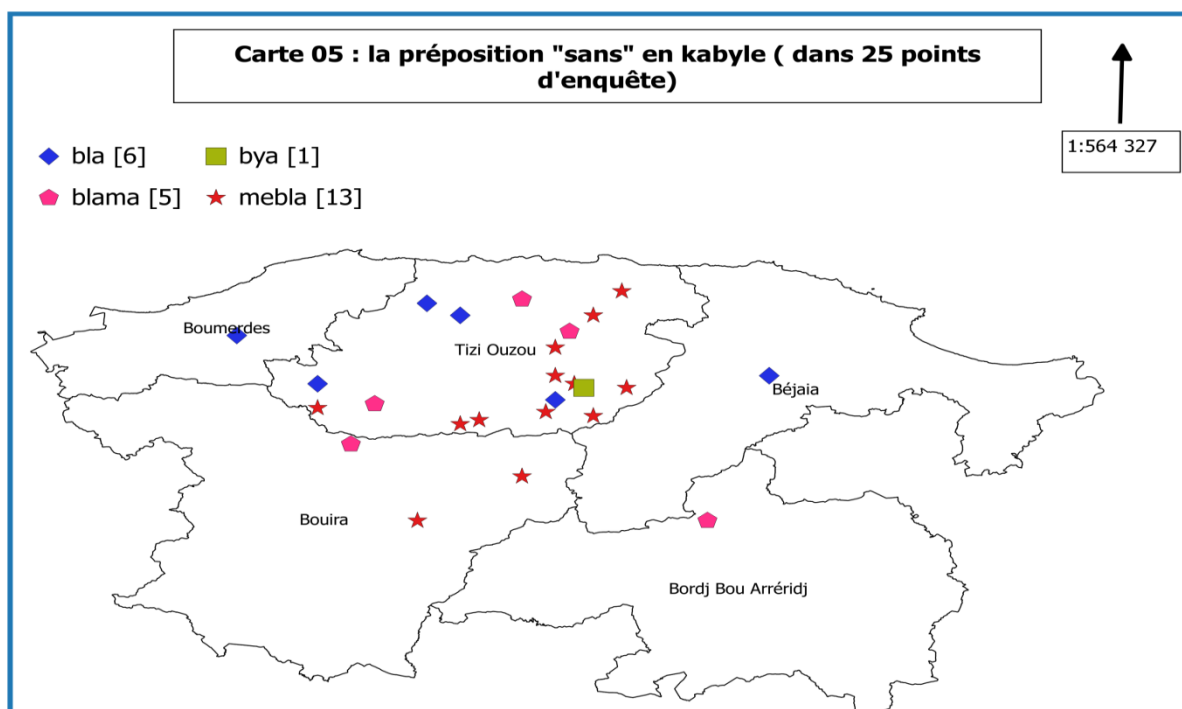 Carte 05 : la préposition "sans" en kabyle ( dans 25 points
d'enquête)
1:564 327
bla [6]
bya [1]
blama [5]
mebla [13]
Boumerdes
Tizi Ouzou
Béjaia
Bouira
Bordj Bou Arréridj